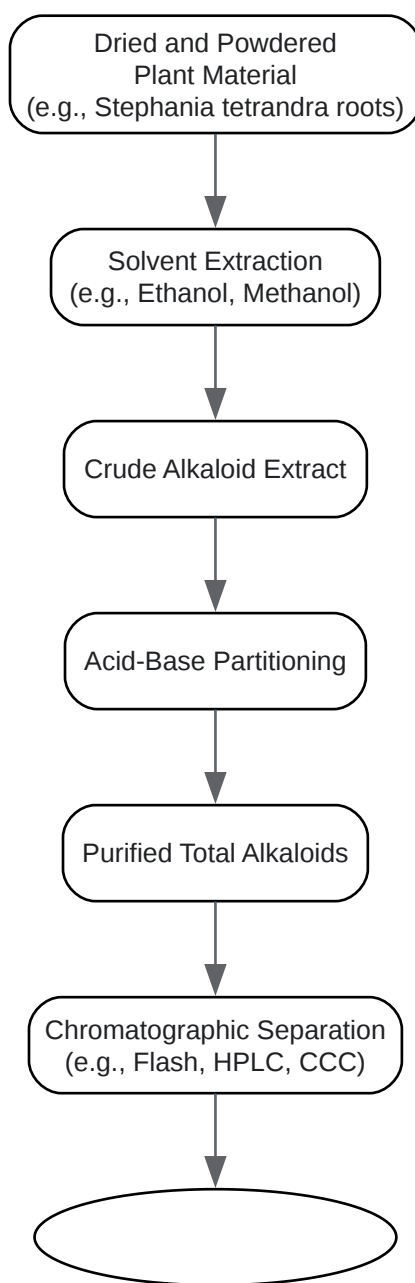 Dried and Powdered
Plant Material
(e.g., Stephania tetrandra roots)
Solvent Extraction
(e.g., Ethanol, Methanol)
Crude Alkaloid Extract
Acid-Base Partitioning
Purified Total Alkaloids
Chromatographic Separation
(e.g., Flash, HPLC, CCC)